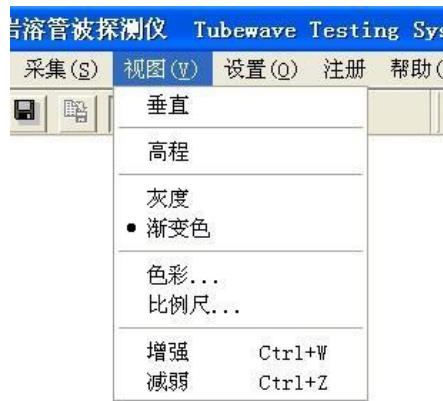 岩溶管波探测仪 Tubewave Testing Sys
采集(S) 视图(V) 设置(O) 注册 帮助(
垂直
高程
灰度
● 渐变色
色彩...
比例尺...
增强 Ctrl+W
减弱 Ctrl+Z